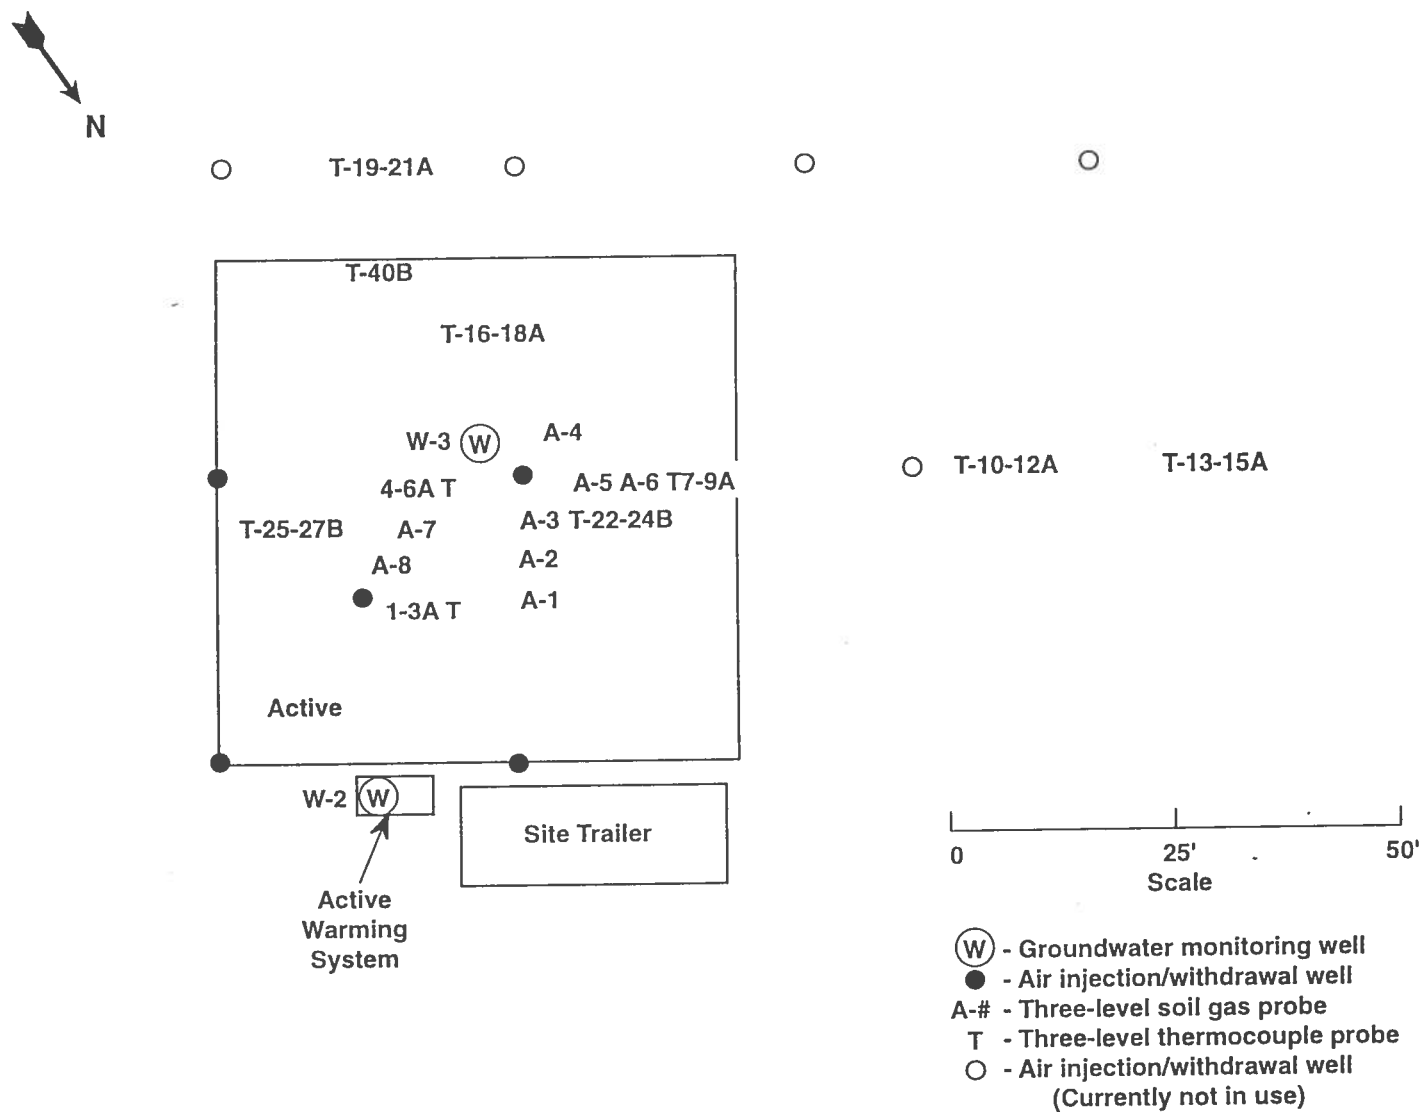 N
T-19-21A
T-40B
T-16-18A
W-3 W A-4
4-6A T A-5 A-6 T7-9A
T-10-12A T-13-15A
T-25-27B A-7 A-3 T-22-24B
A-8 A-2
1-3A T A-1
Active
W-2 W
Site Trailer
Active
Warming
System
0 25' 50'
Scale
W - Groundwater monitoring well
- Air injection/withdrawal well
A-# - Three-level soil gas probe
T - Three-level thermocouple probe
- Air injection/withdrawal well
(Currently not in use)